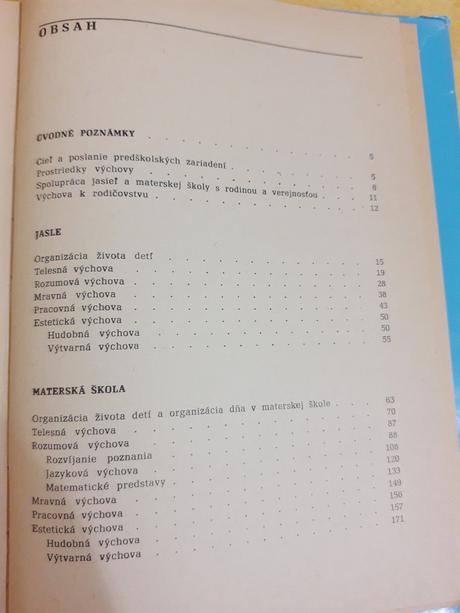 OBSAH
ÚVODNÉ POZNÁMKY . . . . . . . . . 5
Cieľ a poslanie predškolských zariadení . . . . . 5
Prostriedky výchovy . . . . . . . . . 8
Spolupráca jasieľ a materskej školy s rodinou a verejnosťou . . 11
Výchova k rodičovstvu . . . . . . . . . 12
JASLE
Organizácia života detí . . . . . . . . . 15
Telesná výchova . . . . . . . . . 19
Rozumová výchova . . . . . . . . . 28
Mravná výchova . . . . . . . . . 38
Pracovná výchova . . . . . . . . . 43
Estetická výchova . . . . . . . . . 50
Hudobná výchova . . . . . . . . . 50
Výtvarná výchova . . . . . . . . . 55
MATERSKÁ ŠKOLA
Organizácia života detí a organizácia dňa v materskej škole . . . 63
Telesná výchova . . . . . . . . . 70
Rozumová výchova . . . . . . . . . 87
Rozvíjanie poznania . . . . . . . . . 88
Jazyková výchova . . . . . . . . . 108
Matematické predstavy . . . . . . . . . 120
Mravná výchova . . . . . . . . . 133
Pracovná výchova . . . . . . . . . 149
Estetická výchova . . . . . . . . . 156
Hudobná výchova . . . . . . . . . 157
Výtvarná výchova . . . . . . . . . 171